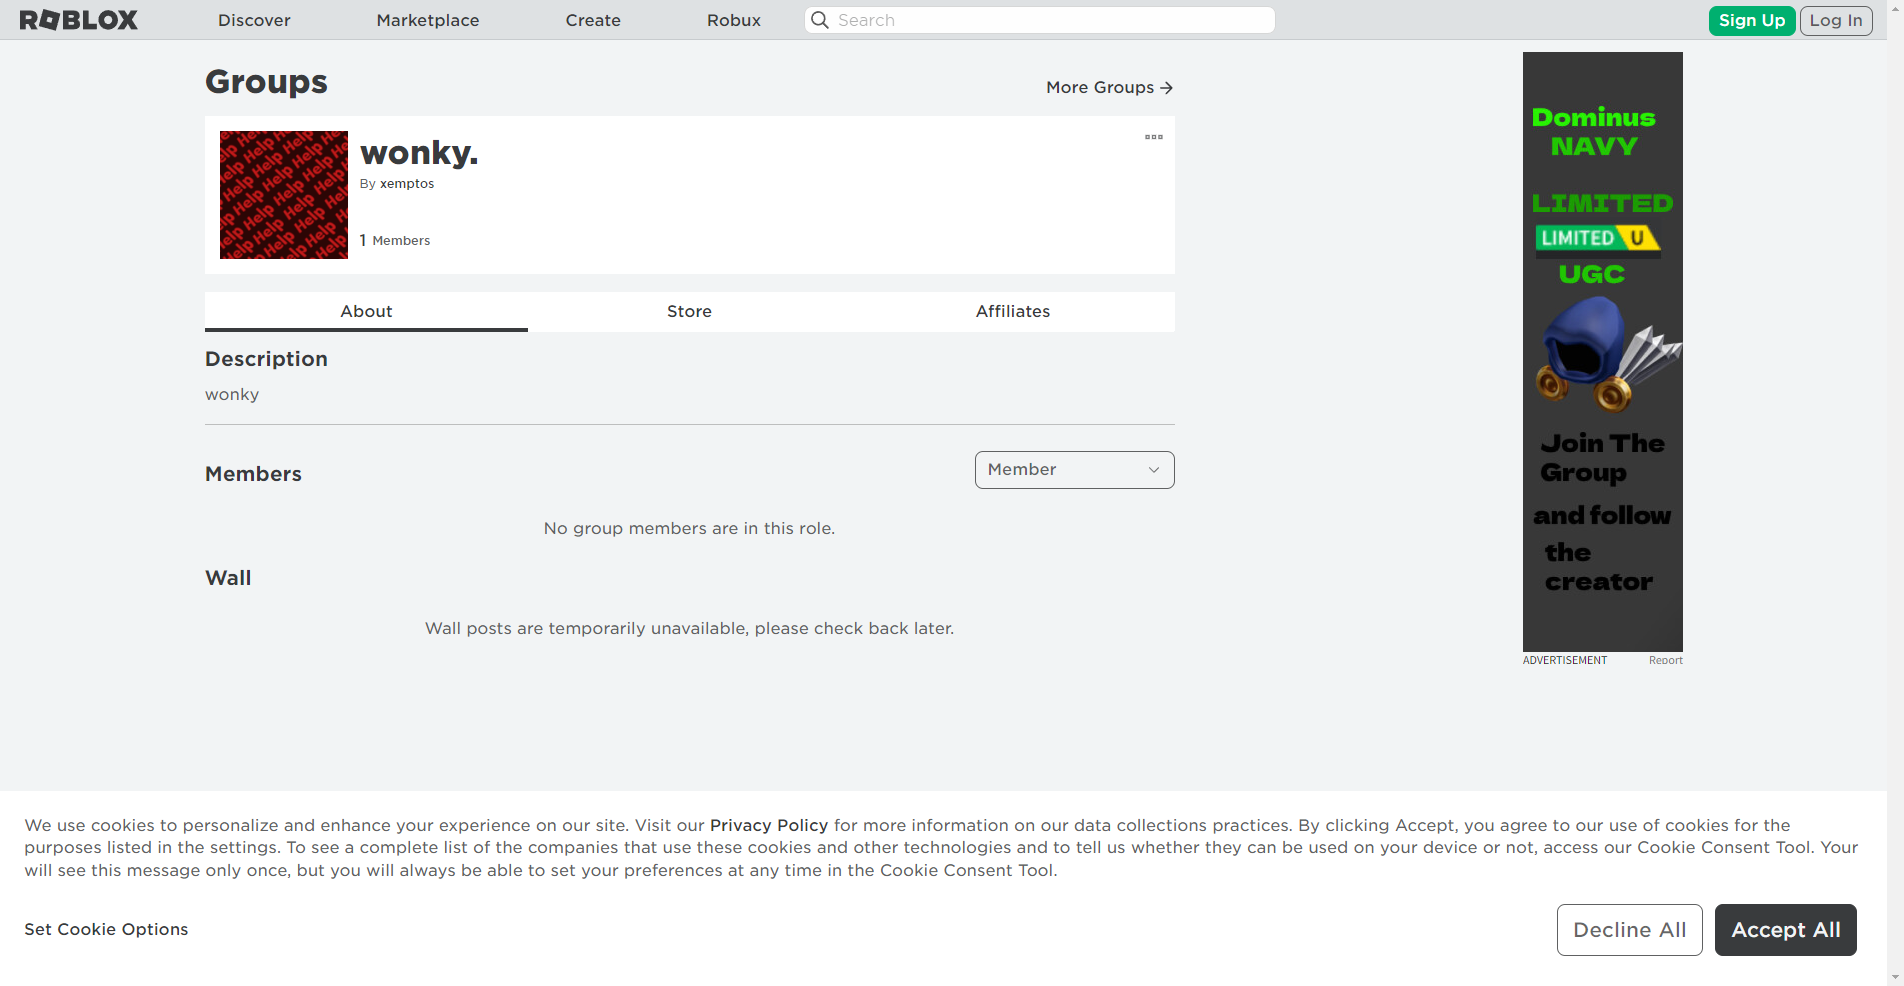 ROBLOX Discover Marketplace Create Robux Search Sign Up Log In
Groups
More Groups
Help Help Help
wonky.
By xemptos
1 Members
About Store Affiliates
Description
wonky
Members
Member
No group members are in this role.
Wall
Wall posts are temporarily unavailable, please check back later.
Dominus
NAVY
LIMITED
LIMITED U
UGC
Join The
Group
and follow
the
creator
ADVERTISEMENT Report
We use cookies to personalize and enhance your experience on our site. Visit our Privacy Policy for more information on our data collections practices. By clicking Accept, you agree to our use of cookies for the
purposes listed in the settings. To see a complete list of the companies that use these cookies and other technologies and to tell us whether they can be used on your device or not, access our Cookie Consent Tool. Your
will see this message only once, but you will always be able to set your preferences at any time in the Cookie Consent Tool.
Set Cookie Options
Decline All
Accept All